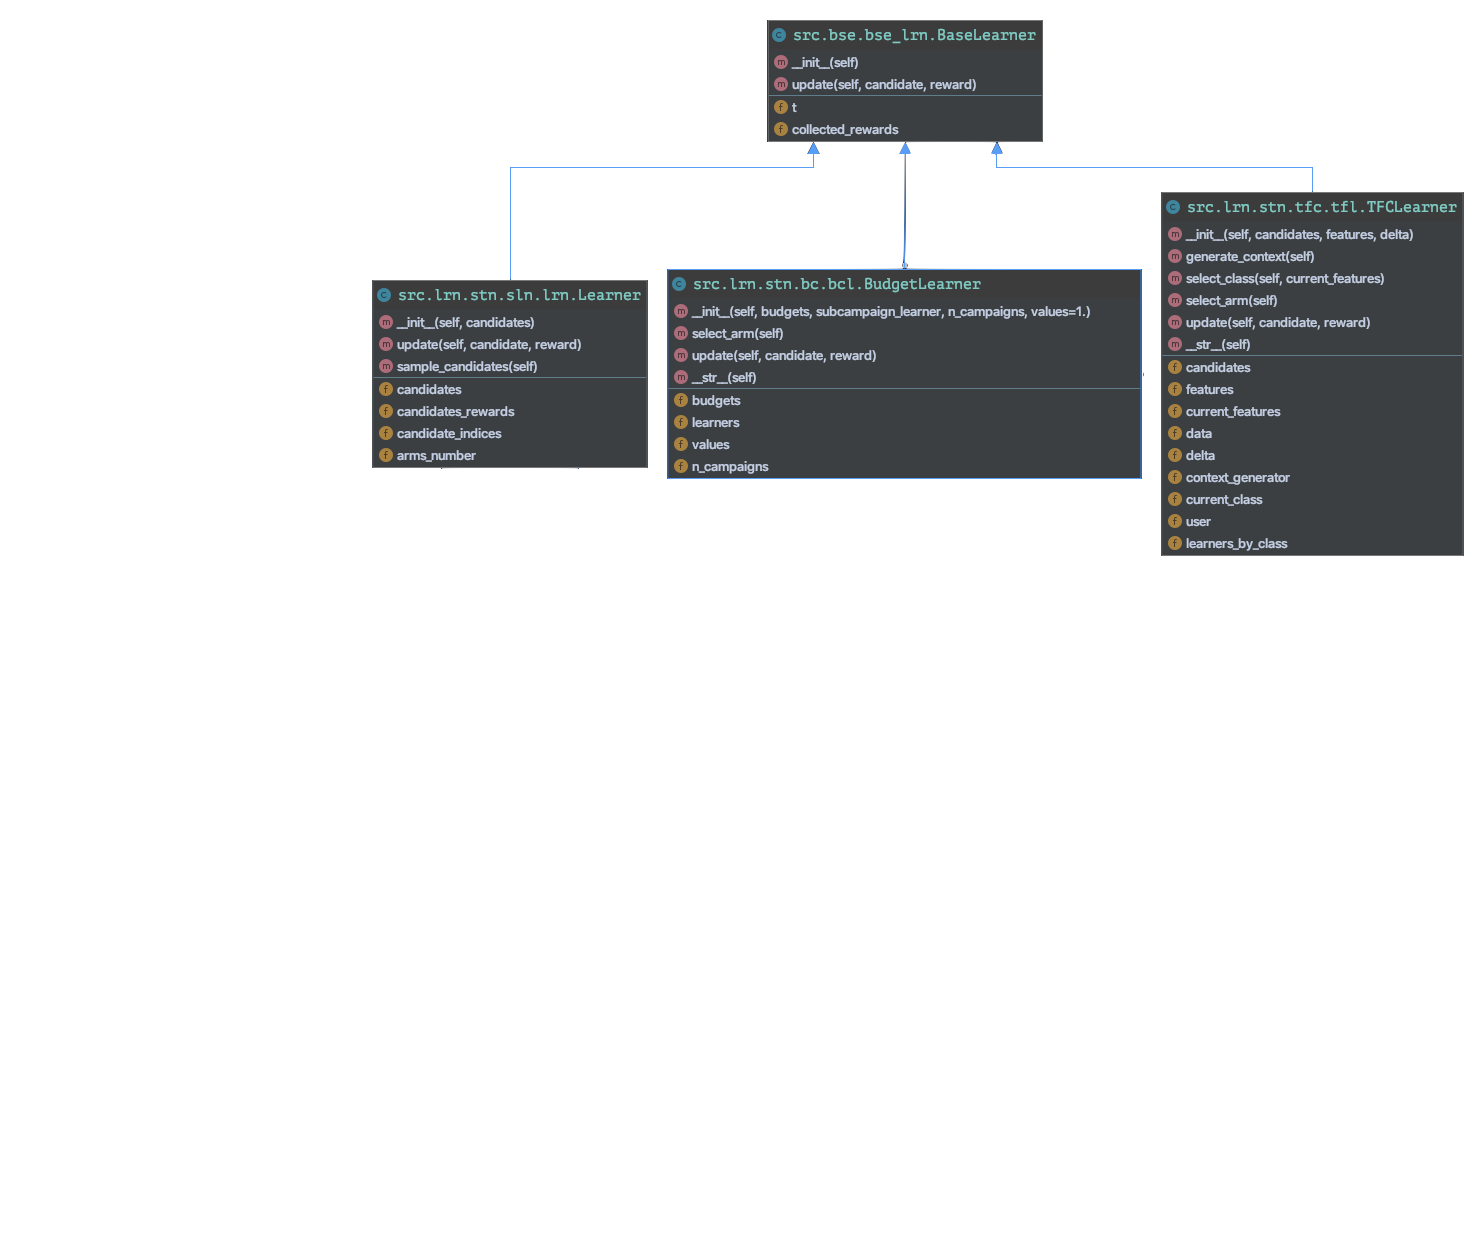 src.bse.bse_lrn.BaseLearner
__init__(self)
update(self, candidate, reward)
t
collected_rewards
src.lrn.stn.sln.lrn.Learner
__init__(self, candidates)
update(self, candidate, reward)
sample_candidates(self)
candidates
candidates_rewards
candidate_indices
arms_number
src.lrn.stn.bc.bcl.BudgetLearner
__init__(self, budgets, subcampaign_learner, n_campaigns, values=1.)
select_arm(self)
update(self, candidate, reward)
__str__(self)
budgets
learners
values
n_campaigns
src.lrn.stn.tfc.tfl.TFCLearner
__init__(self, candidates, features, delta)
generate_context(self)
select_class(self, current_features)
select_arm(self)
update(self, candidate, reward)
__str__(self)
candidates
features
current_features
data
delta
context_generator
current_class
user
learners_by_class